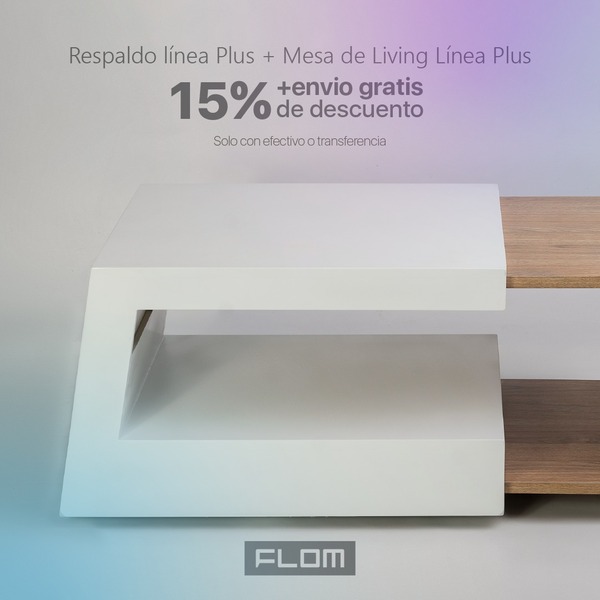 Respaldo línea Plus + Mesa de Living Línea Plus
15% +envio gratis
de descuento
Solo con efectivo o transferencia
FLOM